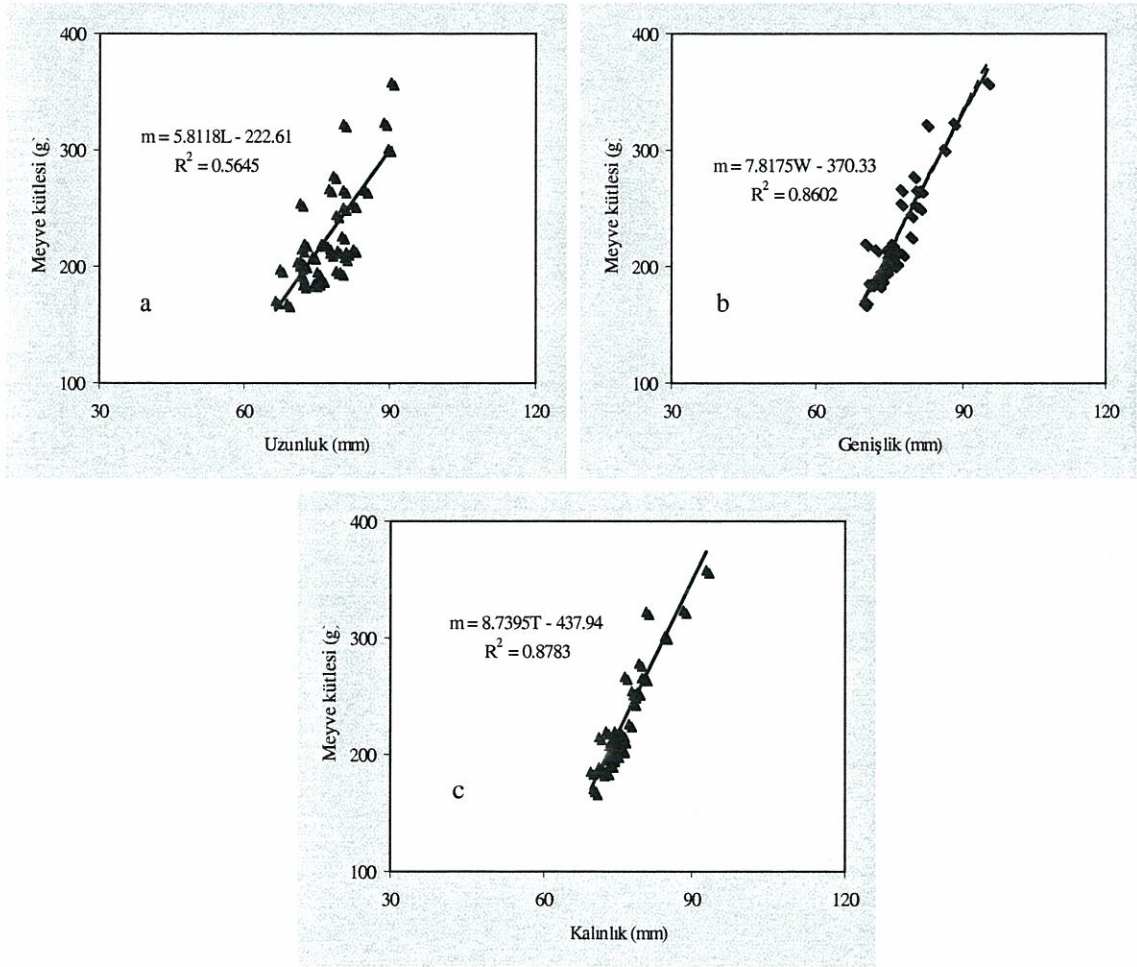 400
300
200
100
Meyve kütlesi (g)
m = 5.8118L - 222.61
R² = 0.5645
a
30 60 90 120
Uzunluk (mm)
400
300
200
100
Meyve kütlesi (g)
m = 7.8175W - 370.33
R² = 0.8602
b
30 60 90 120
Genişlik (mm)
400
300
200
100
Meyve kütlesi (g)
m = 8.7395T - 437.94
R² = 0.8783
c
30 60 90 120
Kalınlık (mm)